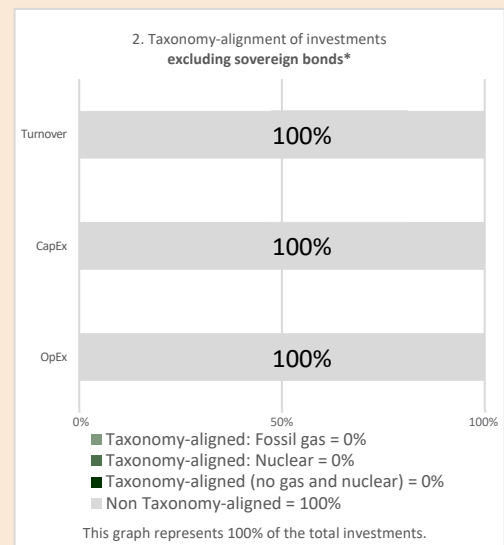 2. Taxonomy-alignment of investments
excluding sovereign bonds*
Turnover
100%
CapEx
100%
OpEx
100%
0%
50%
100%
Taxonomy-aligned: Fossil gas = 0%
Taxonomy-aligned: Nuclear = 0%
Taxonomy-aligned (no gas and nuclear) = 0%
Non Taxonomy-aligned = 100%
This graph represents 100% of the total investments.